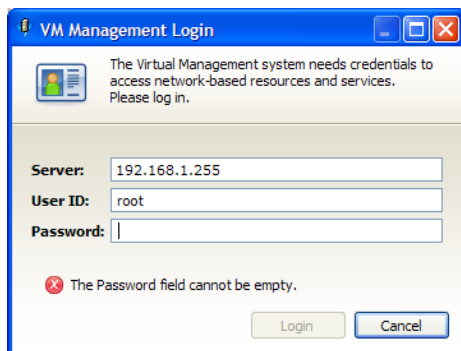 VM Management Login
The Virtual Management system needs credentials to
access network-based resources and services.
Please log in.
Server: 192.168.1.255
User ID: root
Password:
The Password field cannot be empty.
Login Cancel